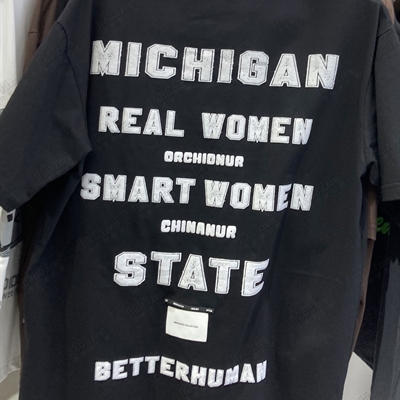 MICHIGAN
REAL WOMEN
ORCHIDNUR
SMART WOMEN
CHINANUR
STATE
BETTERHUMAN